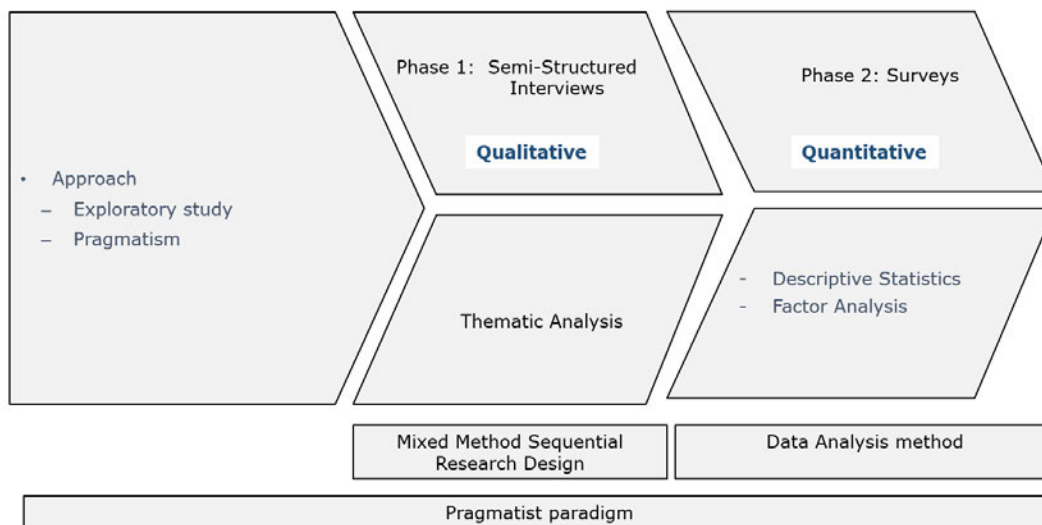 • Approach
– Exploratory study
– Pragmatism
Phase 1: Semi-Structured
Interviews
Qualitative
Thematic Analysis
Phase 2: Surveys
Quantitative
- Descriptive Statistics
- Factor Analysis
Mixed Method Sequential
Research Design
Data Analysis method
Pragmatist paradigm